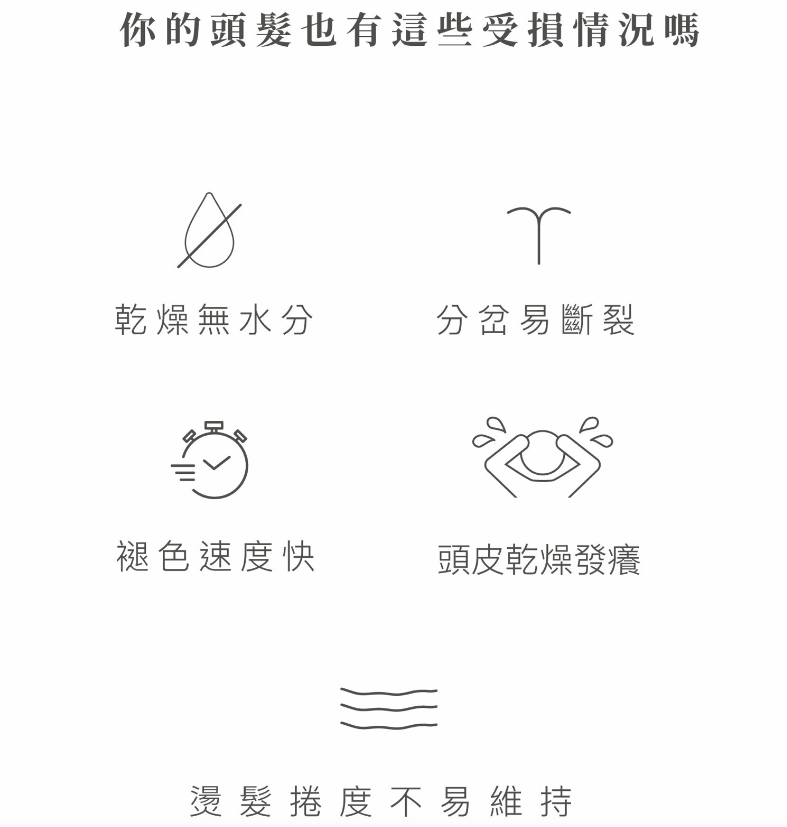 你的頭髮也有這些受損情況嗎
乾燥無水分
分岔易斷裂
褪色速度快
頭皮乾燥發癢
燙髮捲度不易維持